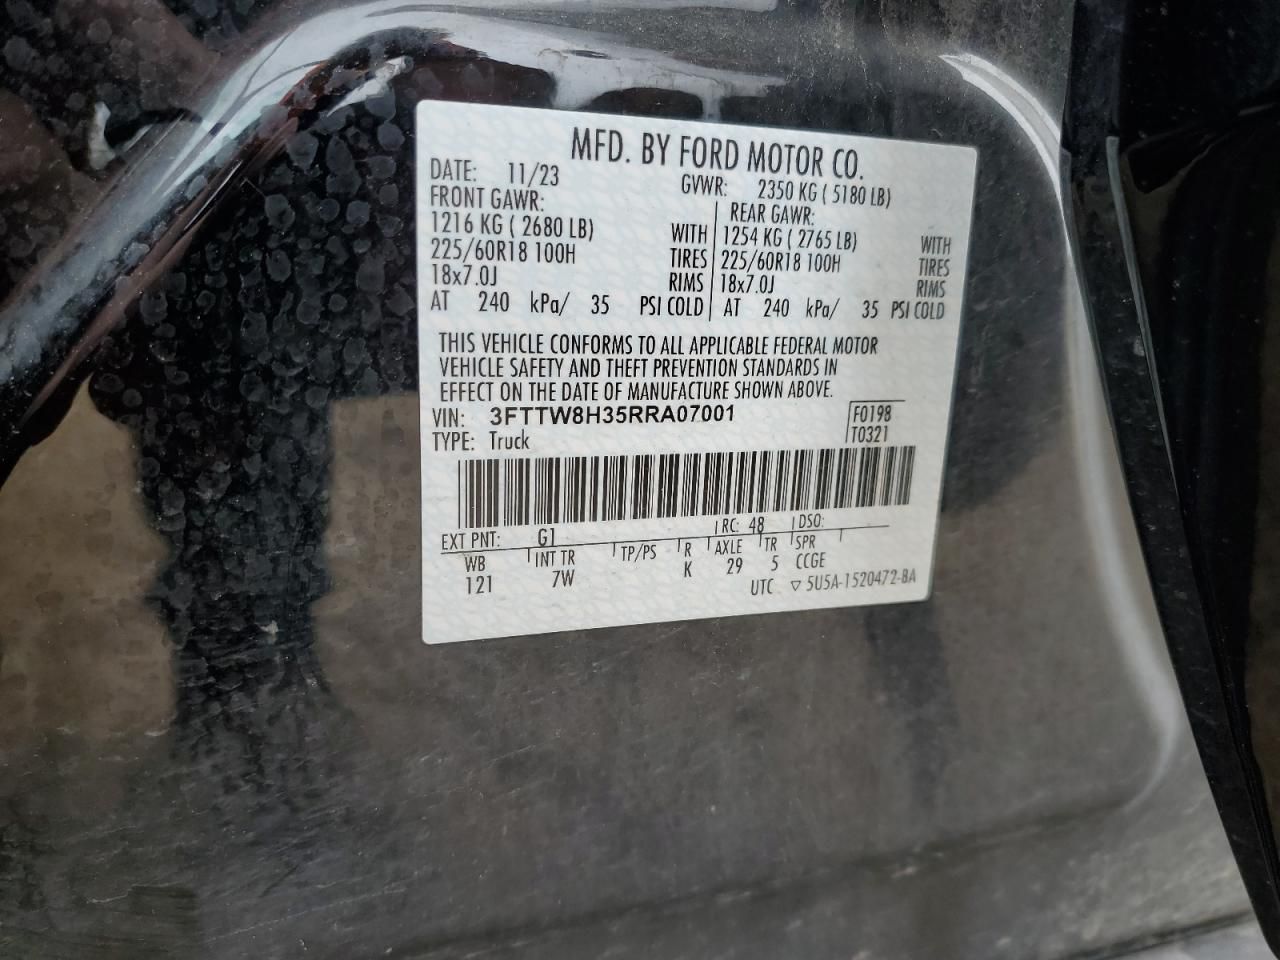 MFD. BY FORD MOTOR CO.
DATE: 11/23 GVWR: 2350 KG ( 5180 LB)
FRONT GAWR: REAR GAWR:
1216 KG ( 2680 LB) WITH 1254 KG ( 2765 LB) WITH
225/60R18 100H TIRES 225/60R18 100H TIRES
18x7.0J RIMS 18x7.0J RIMS
AT 240 kPa/ 35 PSI COLD AT 240 kPa/ 35 PSI COLD
THIS VEHICLE CONFORMS TO ALL APPLICABLE FEDERAL MOTOR
VEHICLE SAFETY AND THEFT PREVENTION STANDARDS IN
EFFECT ON THE DATE OF MANUFACTURE SHOWN ABOVE.
VIN: 3FTTW8H35RRA07001 F0198
TYPE: Truck T0321
EXT PNT: G1 RC: 48 DSO:
WB INT TR TP/PS R AXLE TR SPR
121 7W K 29 5 CCGE
UTC ▽ 5U5A-1520472-BA